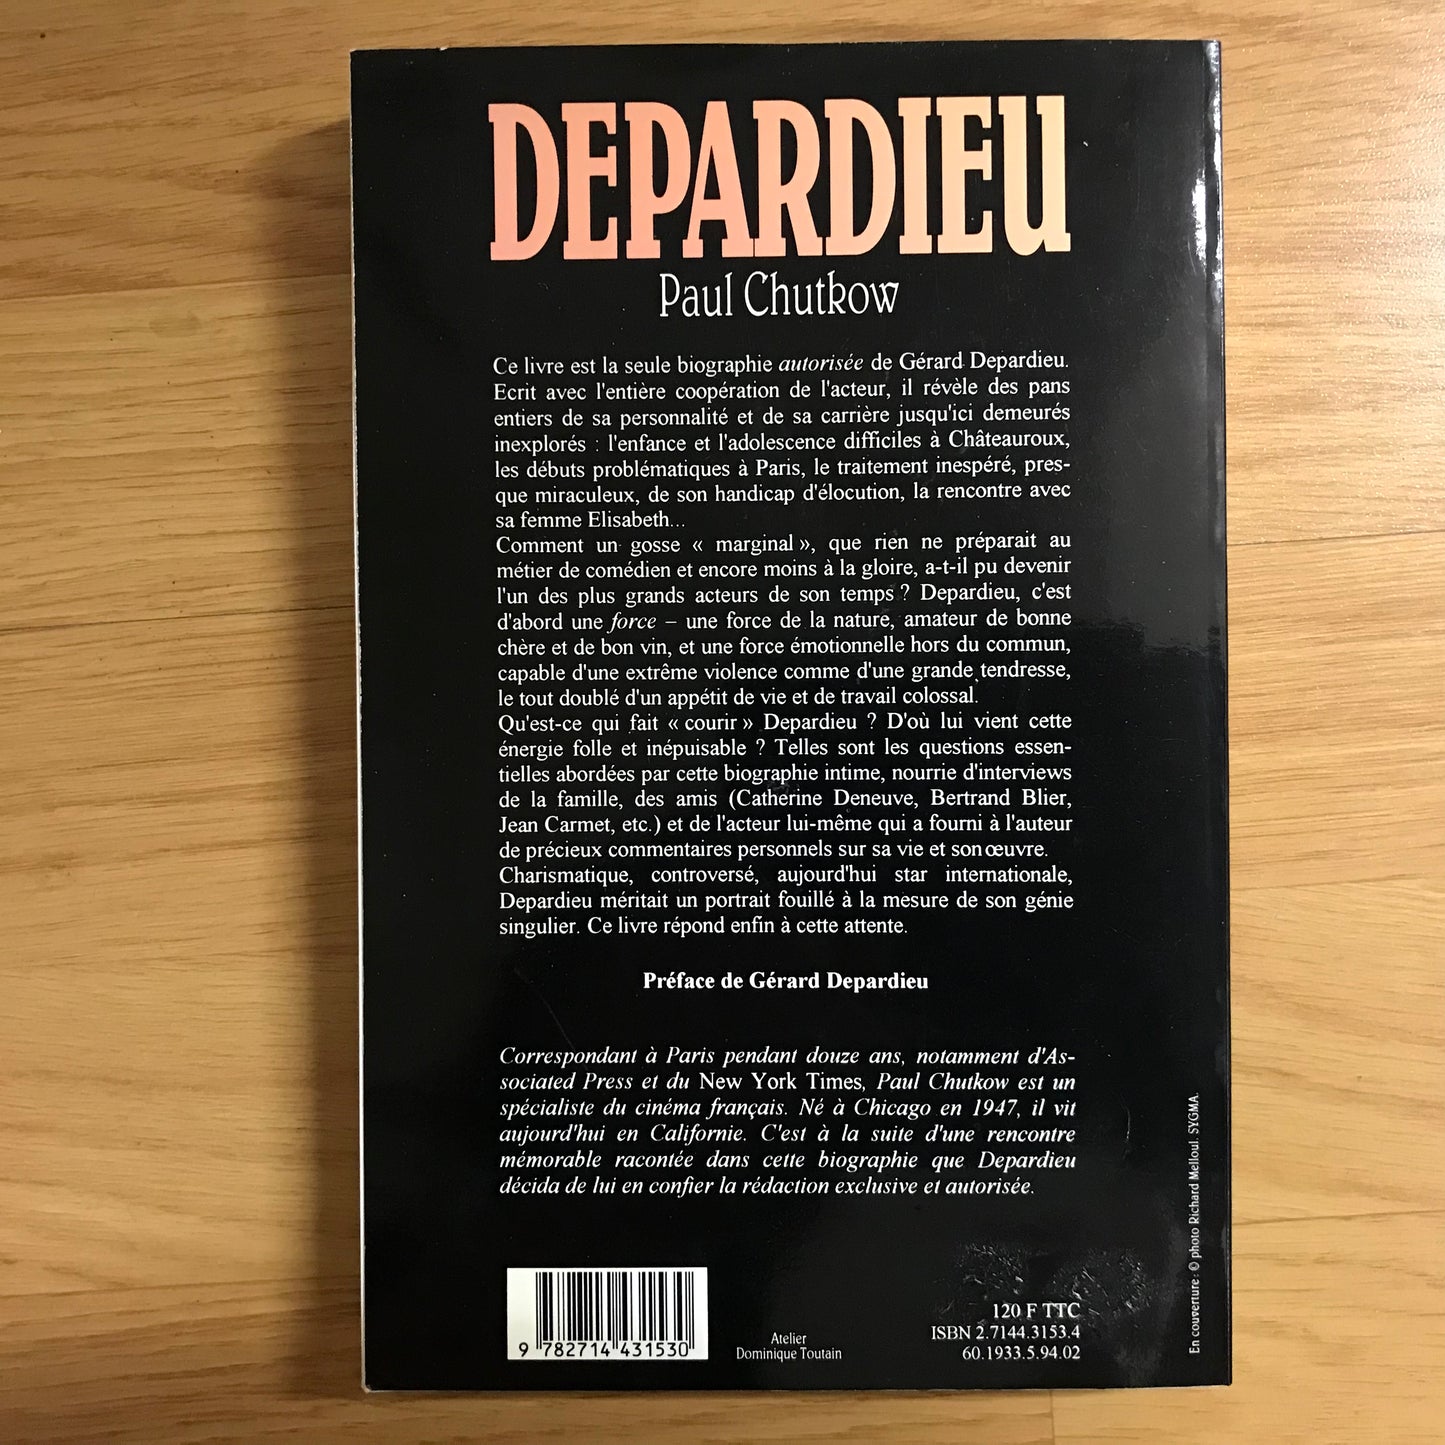 DEPARDIEU
Paul Chutkow
Ce livre est la seule biographie autorisée de Gérard Depardieu.
Ecrit avec l'entière coopération de l'acteur, il révèle des pans
entiers de sa personnalité et de sa carrière jusqu'ici demeurés
inexplorés : l'enfance et l'adolescence difficiles à Châteauroux,
les débuts problématiques à Paris, le traitement inespéré, pres-
que miraculeux, de son handicap d'élocution, la rencontre avec
sa femme Elisabeth...
Comment un gosse « marginal », que rien ne préparait au
métier de comédien et encore moins à la gloire, a-t-il pu devenir
l'un des plus grands acteurs de son temps ? Depardieu, c'est
d'abord une force – une force de la nature, amateur de bonne
chère et de bon vin, et une force émotionnelle hors du commun,
capable d'une extrême violence comme d'une grande tendresse,
le tout doublé d'un appétit de vie et de travail colossal.
Qu'est-ce qui fait « courir » Depardieu ? D'où lui vient cette
énergie folle et inépuisable ? Telles sont les questions essen-
tielles abordées par cette biographie intime, nourrie d'interviews
de la famille, des amis (Catherine Deneuve, Bertrand Blier,
Jean Carmet, etc.) et de l'acteur lui-même qui a fourni à l'auteur
de précieux commentaires personnels sur sa vie et son œuvre.
Charismatique, controversé, aujourd'hui star internationale,
Depardieu méritait un portrait fouillé à la mesure de son génie
singulier. Ce livre répond enfin à cette attente.
Préface de Gérard Depardieu
Correspondant à Paris pendant douze ans, notamment d'As-
sociated Press et du New York Times, Paul Chutkow est un
spécialiste du cinéma français. Né à Chicago en 1947, il vit
aujourd'hui en Californie. C'est à la suite d'une rencontre
mémorable racontée dans cette biographie que Depardieu
décida de lui en confier la rédaction exclusive et autorisée.
9 782714 431530
Atelier
Dominique Toutain
120 F TTC
ISBN 2.7144.3153.4
60.1933.5.94.02
En couverture : © photo Richard Melloul. SYGMA.